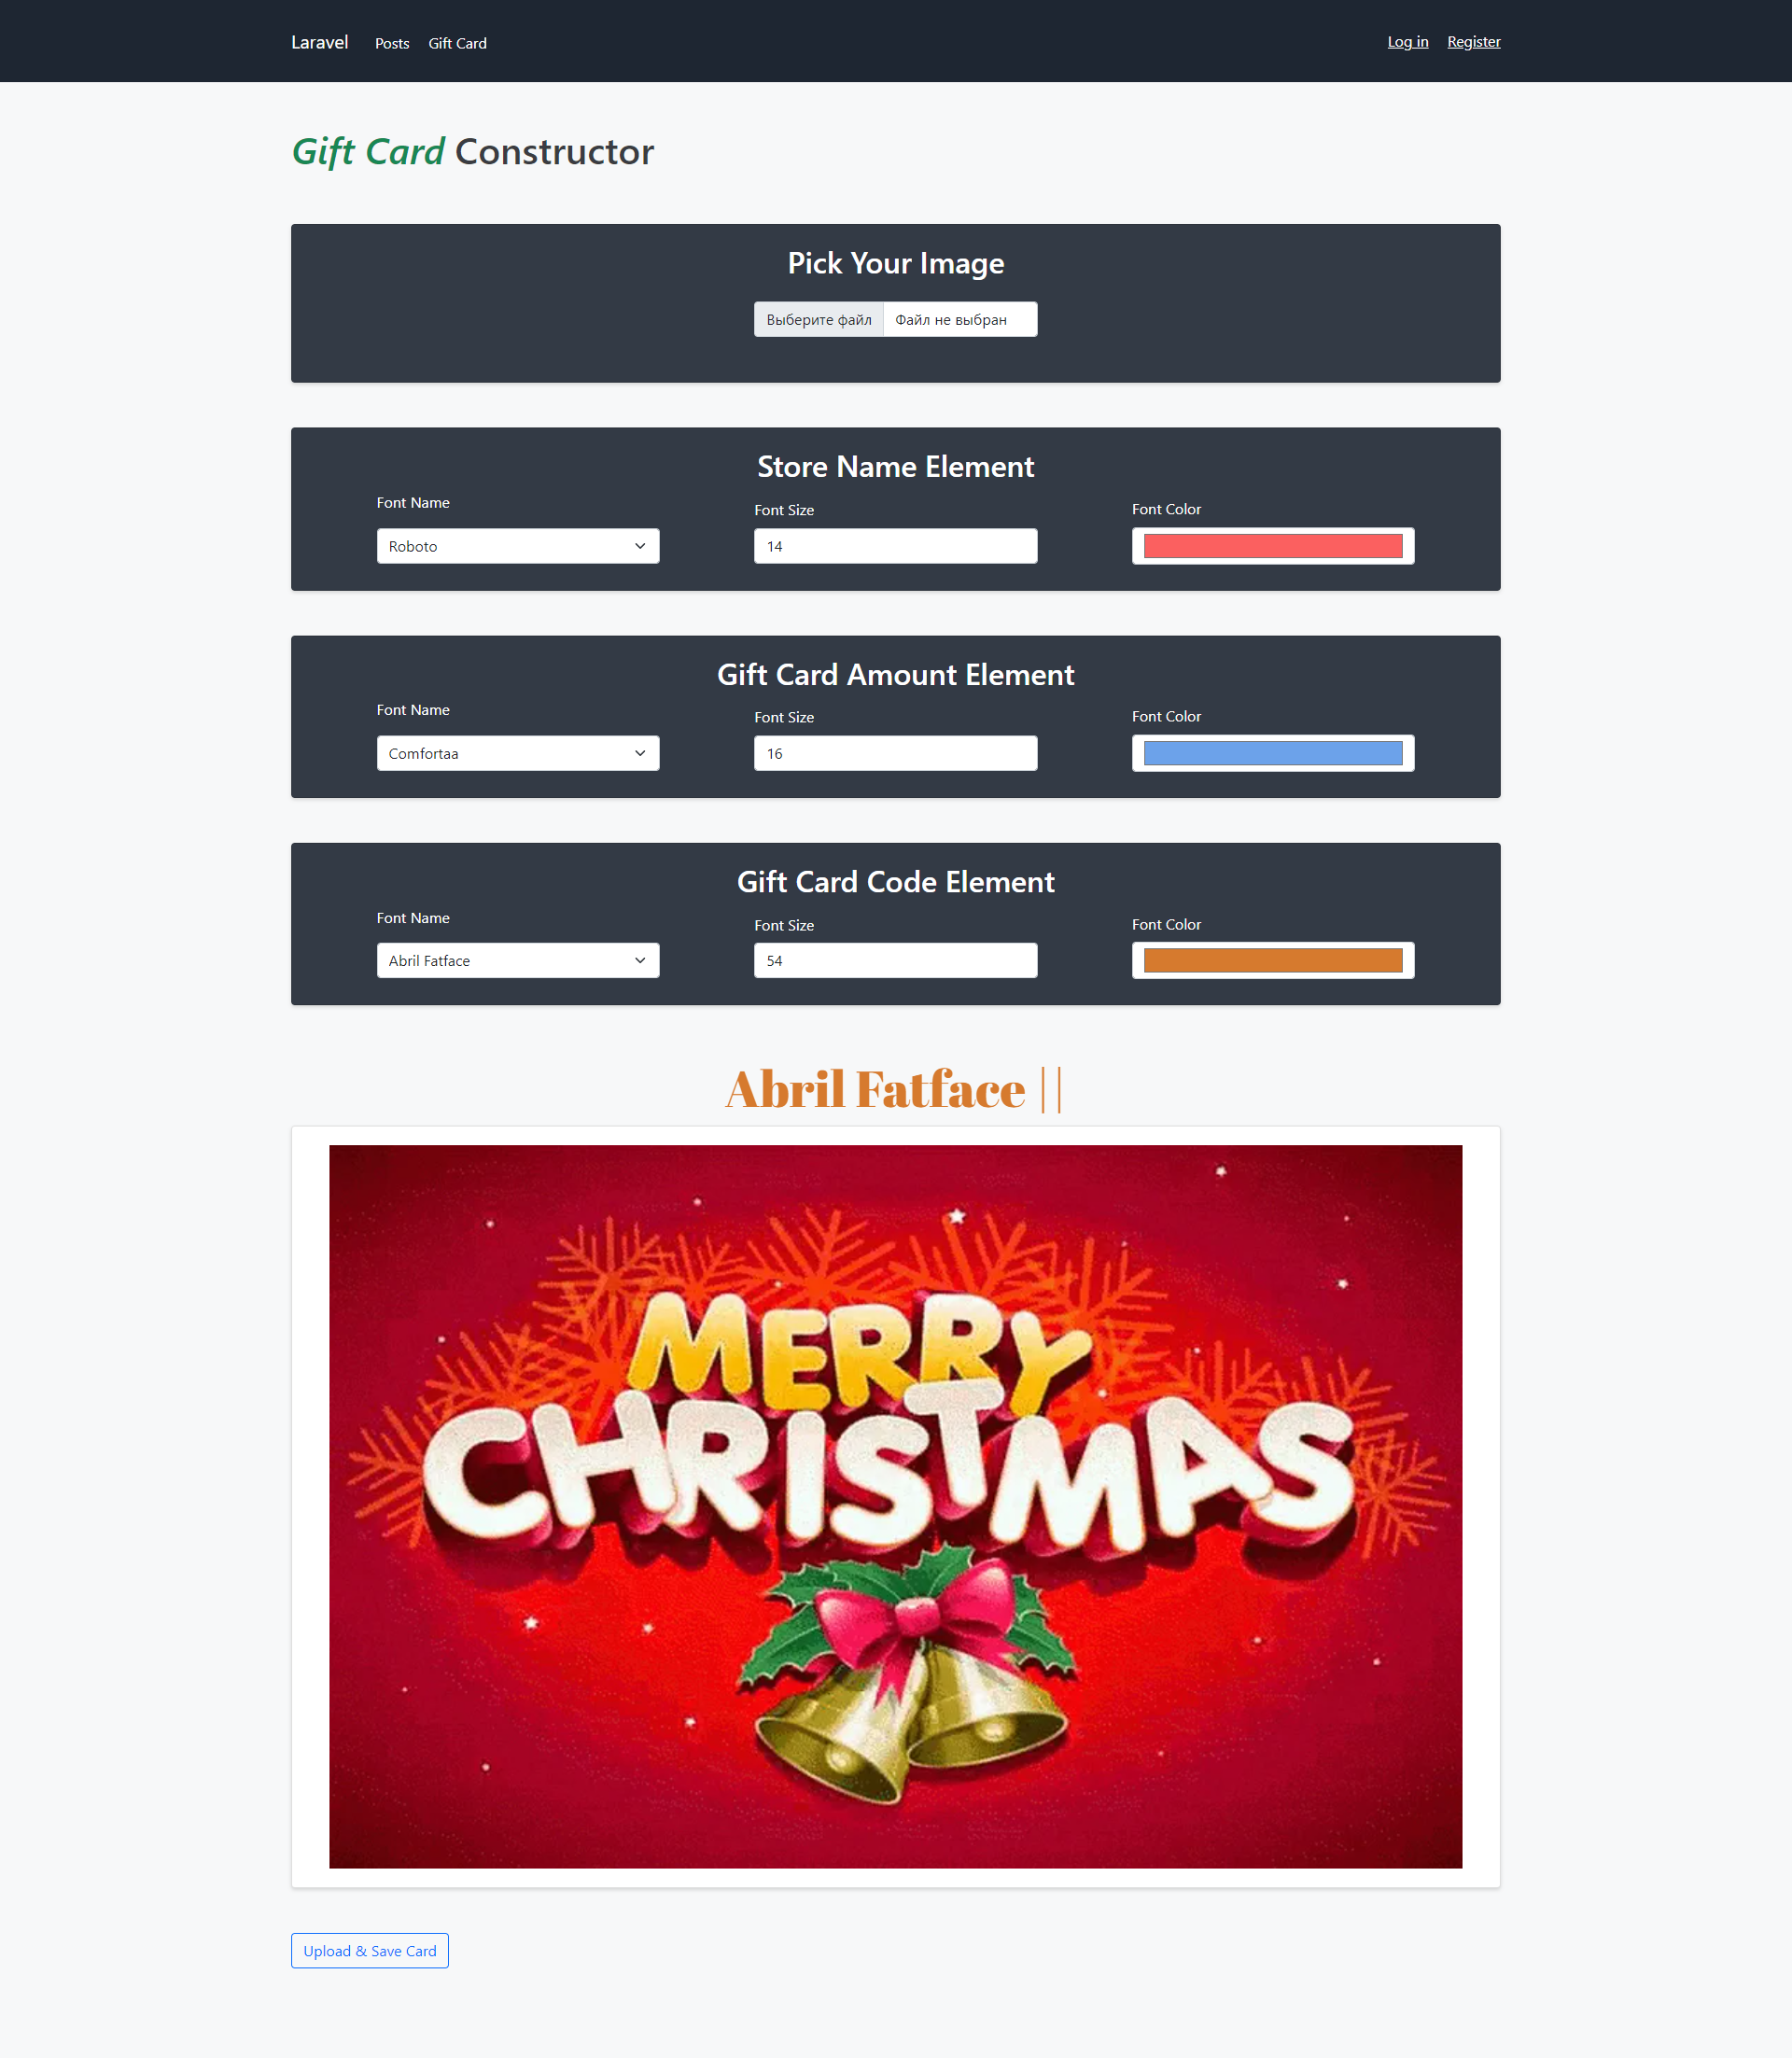 Laravel Posts Gift Card Log in Register
Gift Card Constructor
Pick Your Image
Выберите файл Файл не выбран
Store Name Element
Font Name Font Size Font Color
Roboto 14
Gift Card Amount Element
Font Name Font Size Font Color
Comfortaa 16
Gift Card Code Element
Font Name Font Size Font Color
Abril Fatface 54
Abril Fatface ||
MERRY
CHRISTMAS
Upload & Save Card